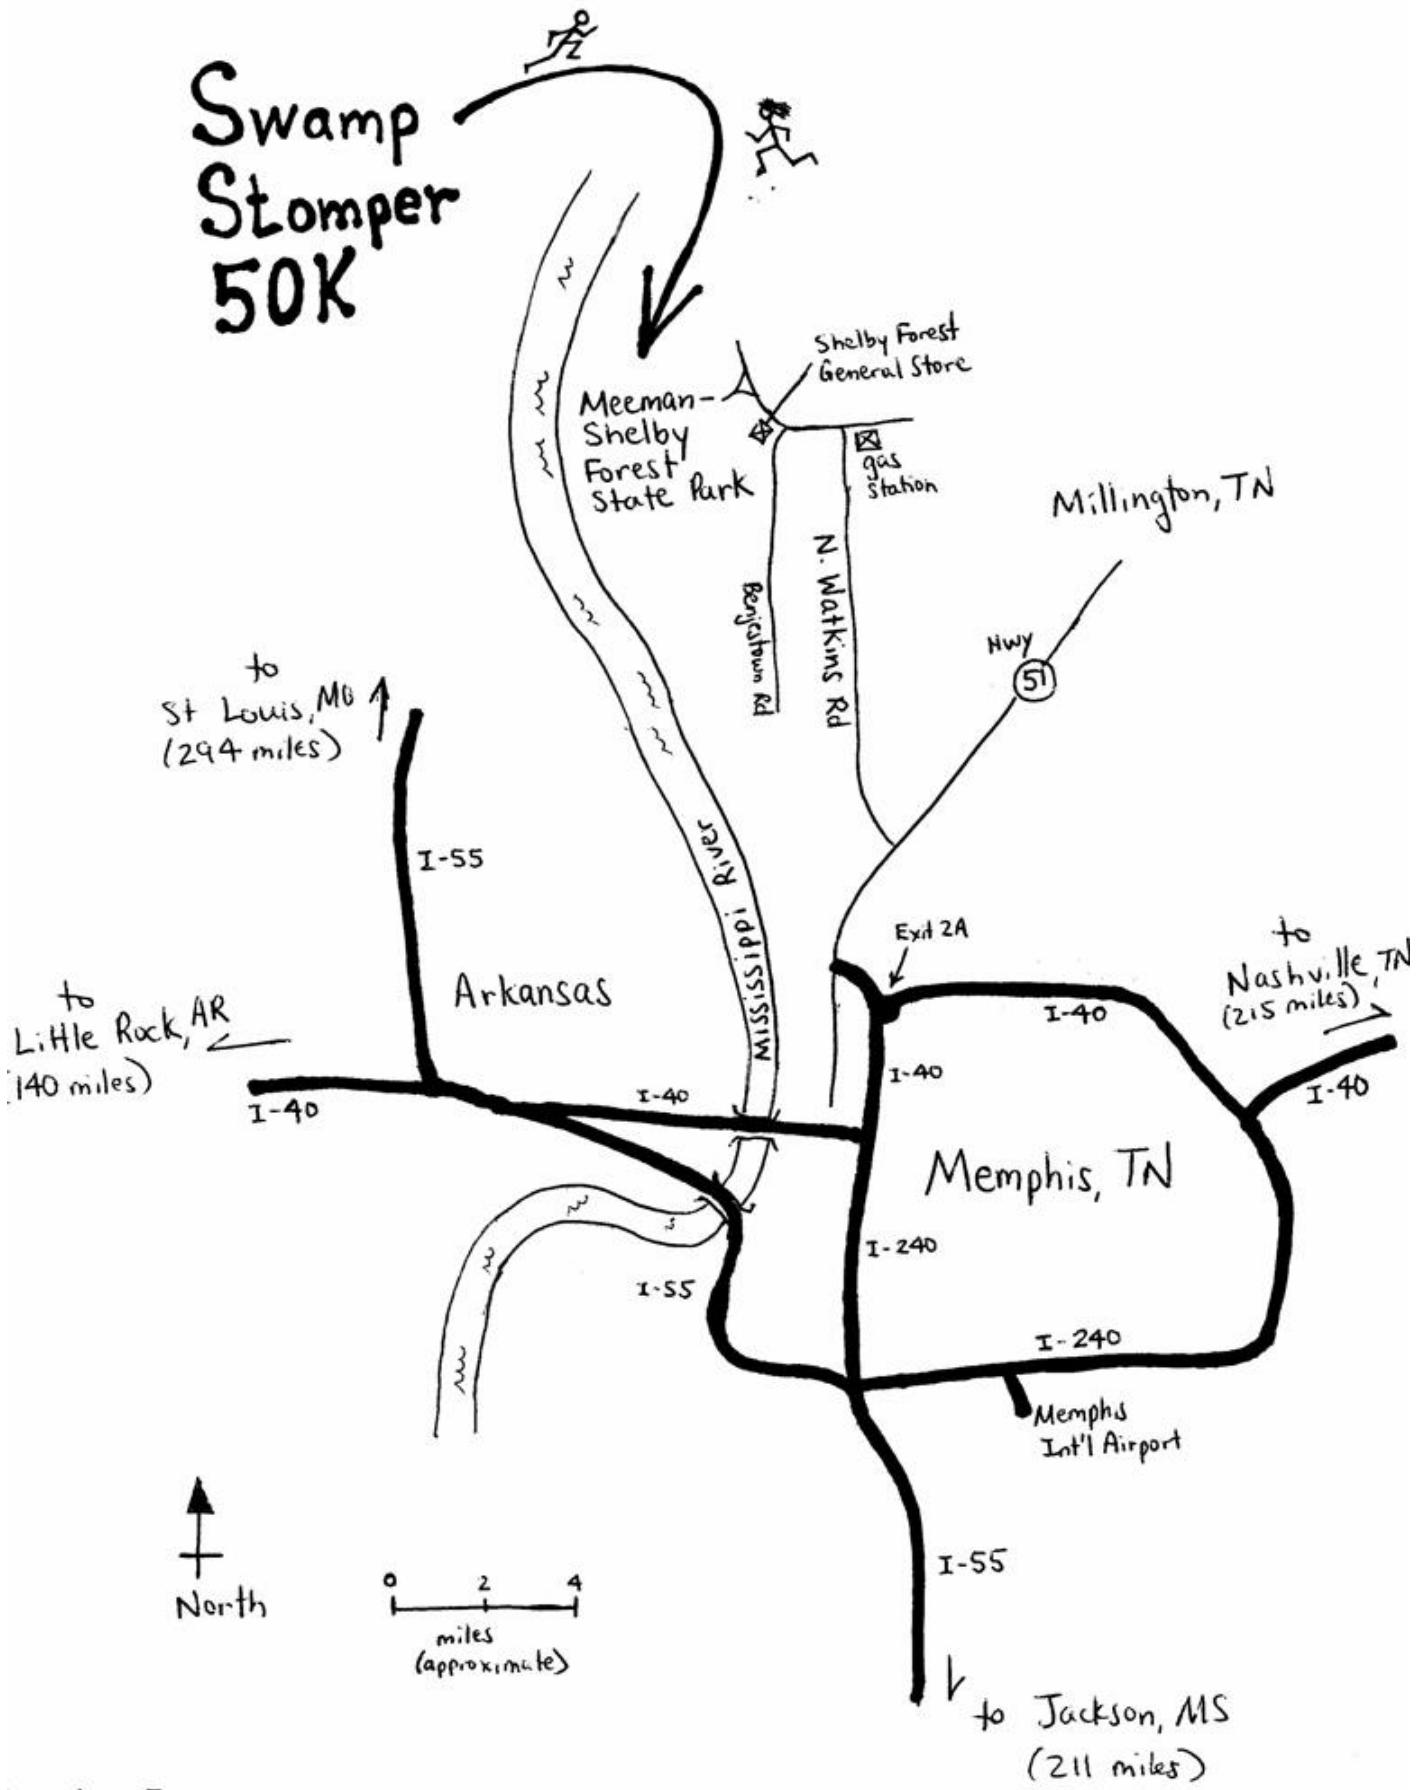 Swamp
Stomper
50K
Shelby Forest
General Store
Meeman-
Shelby
Forest
State Park
gas
station
Millington, TN
N. Watkins Rd
Benjestown Rd
Hwy
51
to
St Louis, MO
(294 miles)
I-55
Mississippi River
Exit 2A
to
Nashville, TN
(215 miles)
Arkansas
to
Little Rock, AR
140 miles)
I-40
I-40
I-40
I-40
I-40
Memphis, TN
I-240
I-55
I-240
Memphis
Int'l Airport
North
0 2 4
miles
(approximate)
I-55
to Jackson, MS
(211 miles)